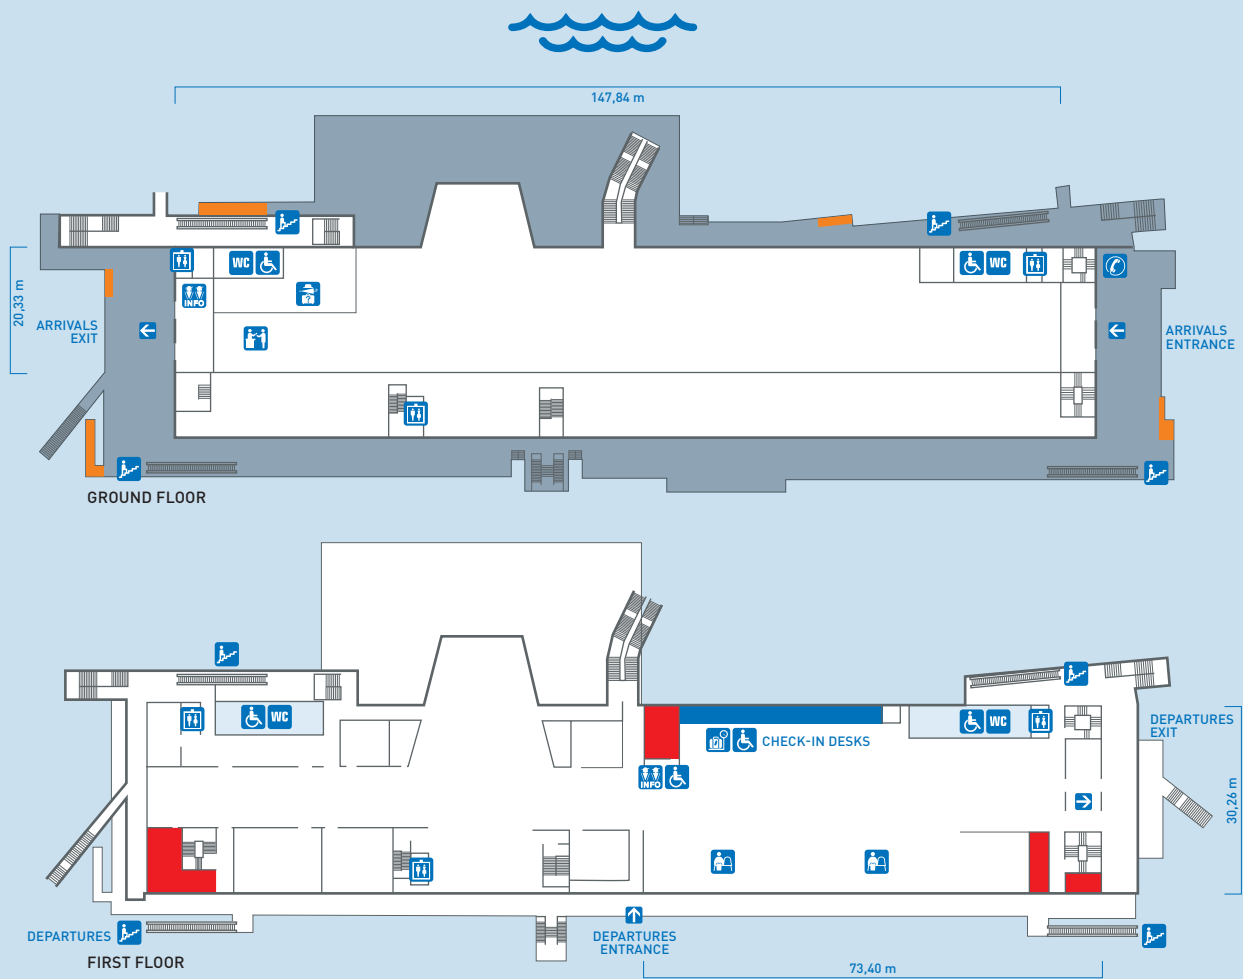 147,84 m
20,33 m
WC
WC
INFO
ARRIVALS
EXIT
ARRIVALS
ENTRANCE
GROUND FLOOR
WC
WC
DEPARTURES
EXIT
CHECK-IN DESKS
INFO
30,26 m
DEPARTURES
DEPARTURES
ENTRANCE
FIRST FLOOR
73,40 m